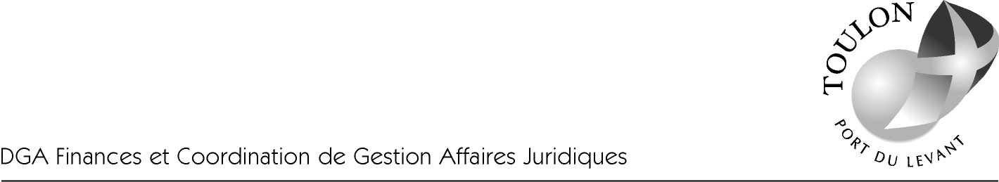 TOULON
PORT DU LEVANT
DGA Finances et Coordination de Gestion Affaires Juridiques